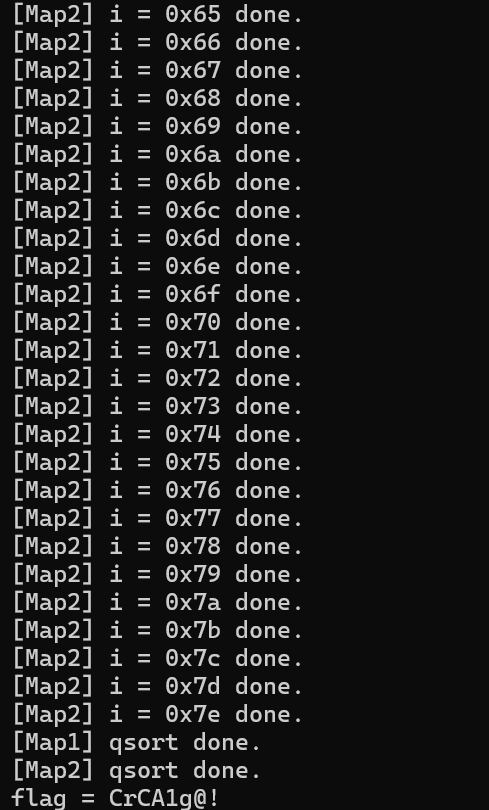 [Map2] i = 0x65 done.
[Map2] i = 0x66 done.
[Map2] i = 0x67 done.
[Map2] i = 0x68 done.
[Map2] i = 0x69 done.
[Map2] i = 0x6a done.
[Map2] i = 0x6b done.
[Map2] i = 0x6c done.
[Map2] i = 0x6d done.
[Map2] i = 0x6e done.
[Map2] i = 0x6f done.
[Map2] i = 0x70 done.
[Map2] i = 0x71 done.
[Map2] i = 0x72 done.
[Map2] i = 0x73 done.
[Map2] i = 0x74 done.
[Map2] i = 0x75 done.
[Map2] i = 0x76 done.
[Map2] i = 0x77 done.
[Map2] i = 0x78 done.
[Map2] i = 0x79 done.
[Map2] i = 0x7a done.
[Map2] i = 0x7b done.
[Map2] i = 0x7c done.
[Map2] i = 0x7d done.
[Map2] i = 0x7e done.
[Map1] qsort done.
[Map2] qsort done.
flag = CrCA1g@!